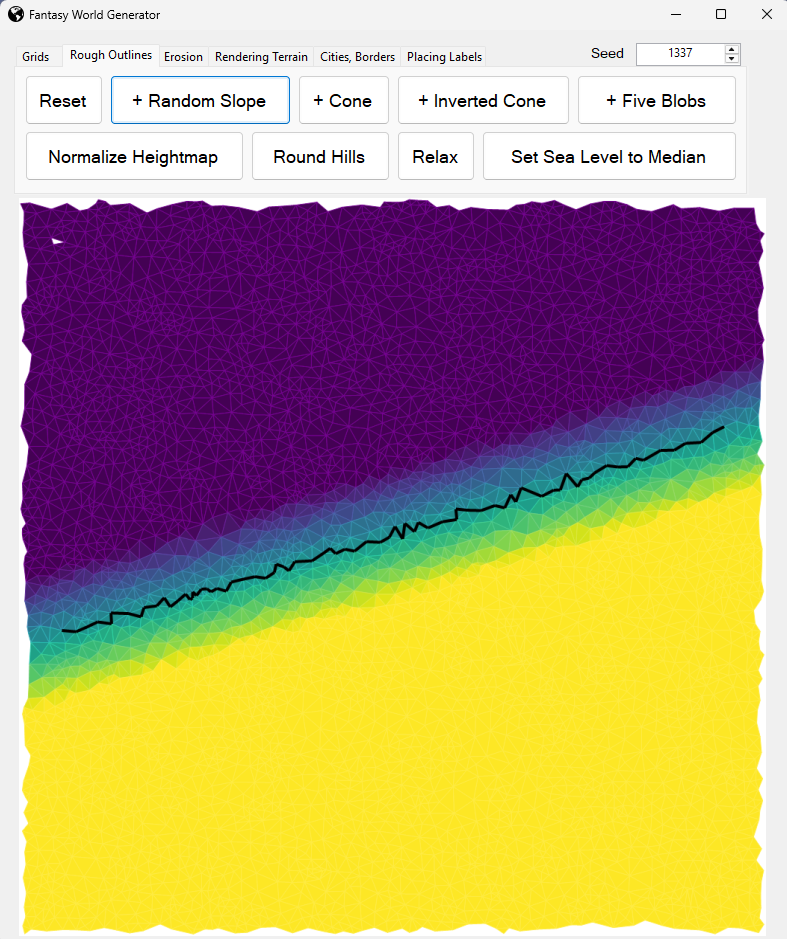 Fantasy World Generator
Grids Rough Outlines Erosion Rendering Terrain Cities, Borders Placing Labels Seed 1337
Reset + Random Slope + Cone + Inverted Cone + Five Blobs
Normalize Heightmap Round Hills Relax Set Sea Level to Median